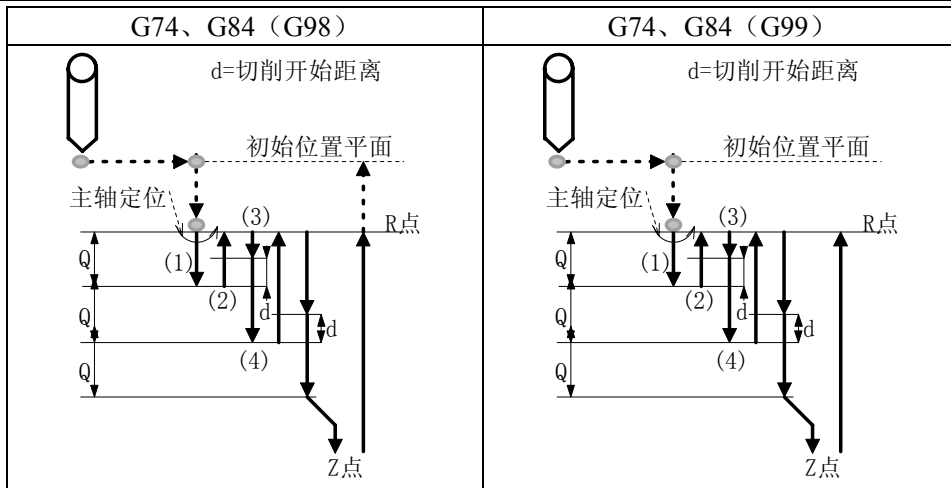 G74、G84（G98）
d=切削开始距离
初始位置平面
主轴定位
(3)
R点
Q
(1)
(2)
Q
d
d
(4)
Q
Z点
G74、G84（G99）
d=切削开始距离
初始位置平面
主轴定位
(3)
R点
Q
(1)
(2)
Q
d
d
(4)
Q
Z点